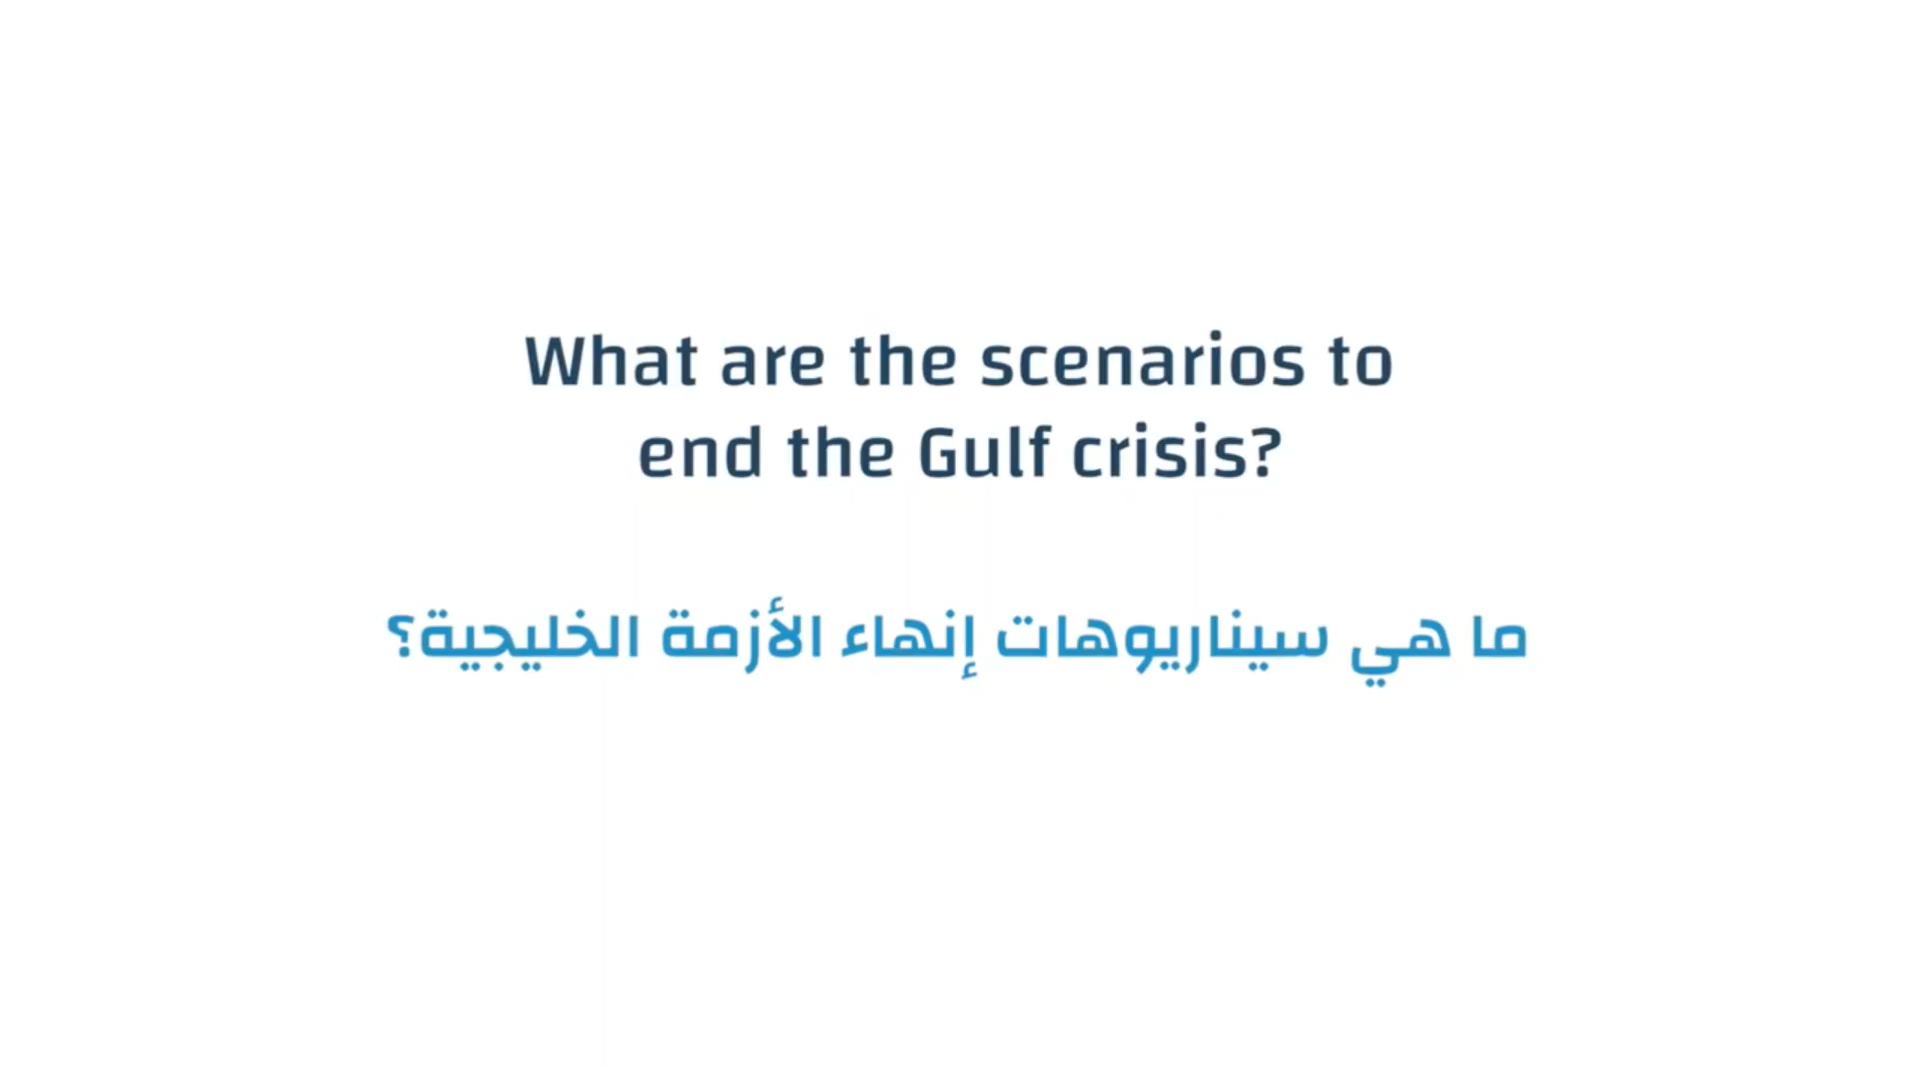 What are the scenarios to
end the Gulf crisis?
ما هي سيناريوهات إنهاء الأزمة الخليجية؟